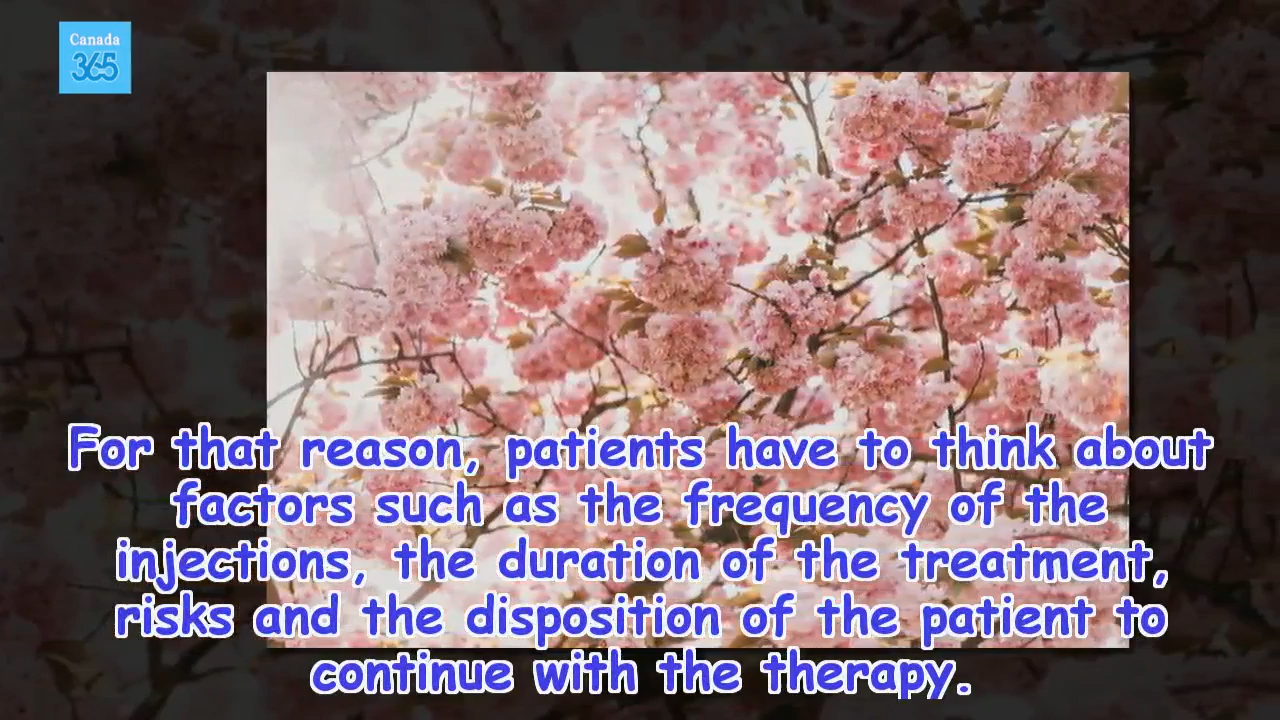 Canada
365
For that reason, patients have to think about
factors such as the frequency of the
injections, the duration of the treatment,
risks and the disposition of the patient to
continue with the therapy.